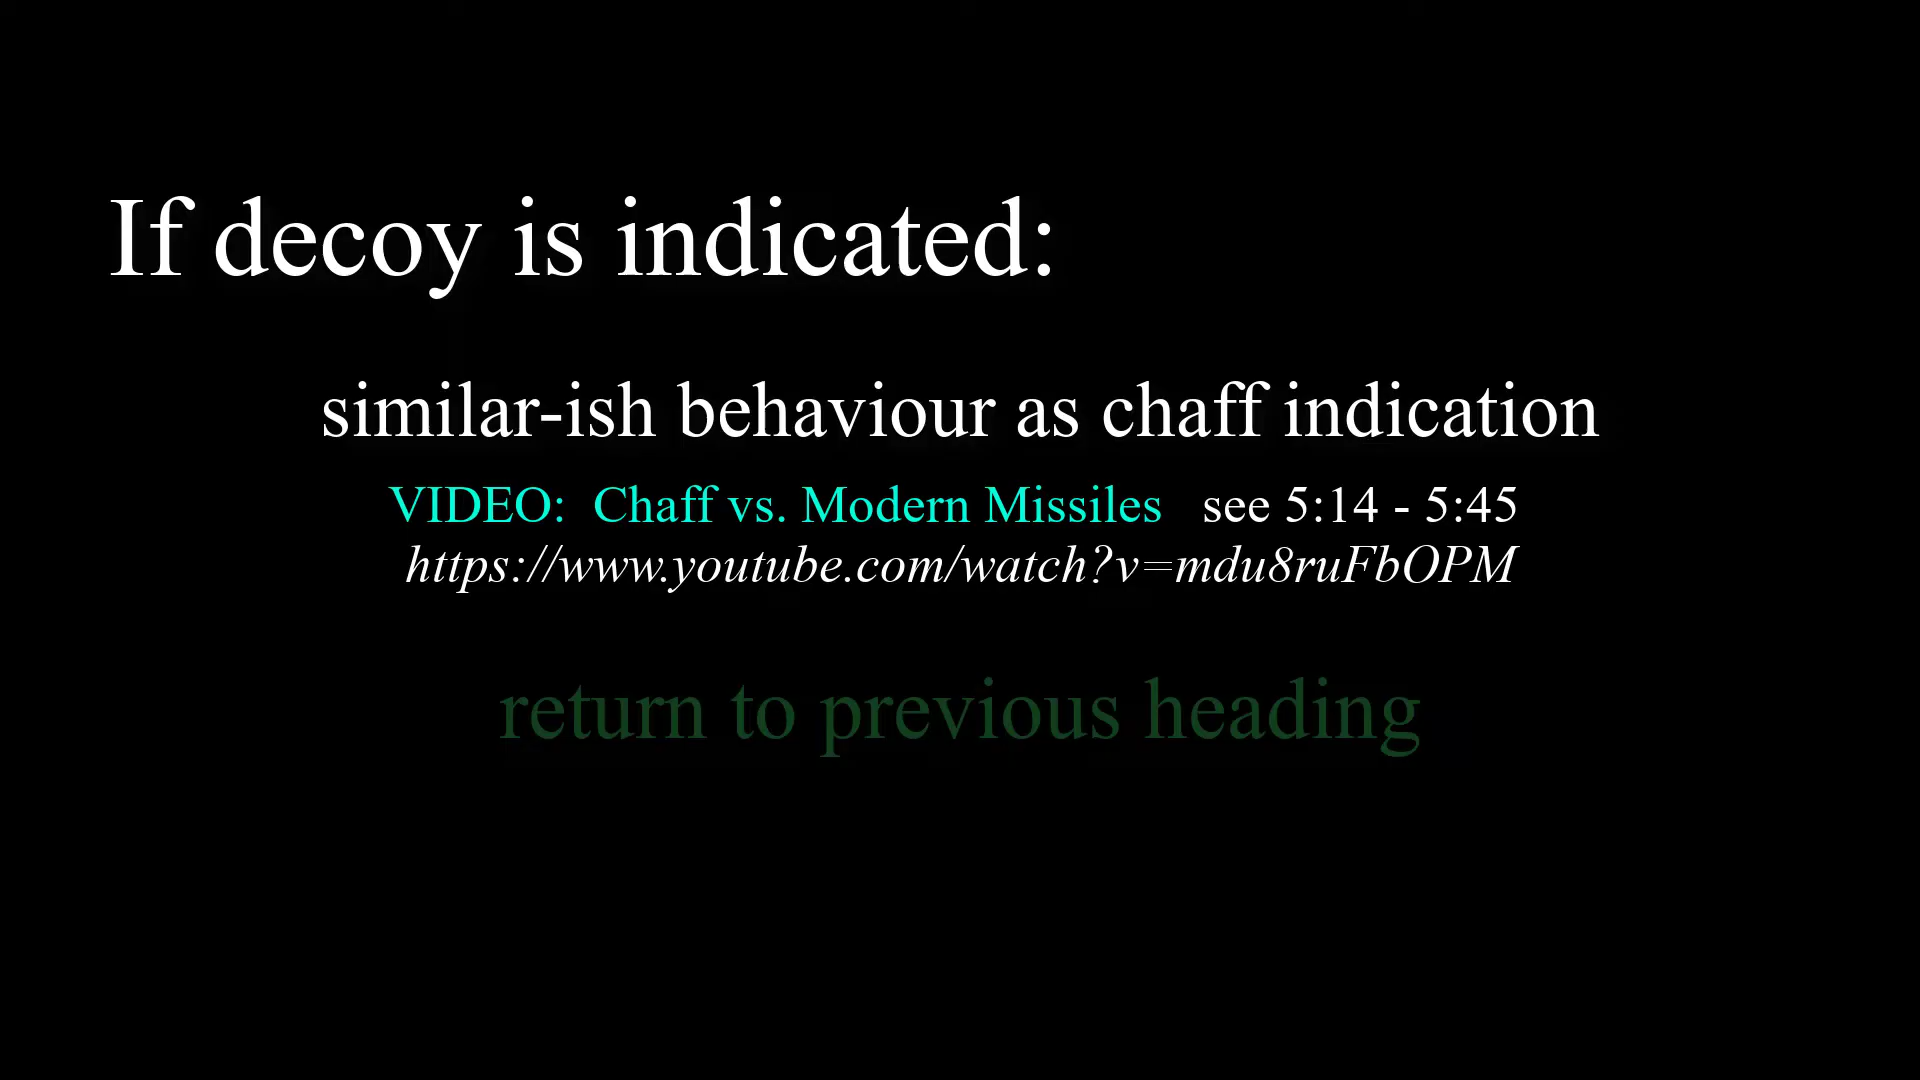 If decoy is indicated:
similar-ish behaviour as chaff indication
VIDEO: Chaff vs. Modern Missiles see 5:14 - 5:45
https://www.youtube.com/watch?v=mdu8ruFbOPM
return to previous heading